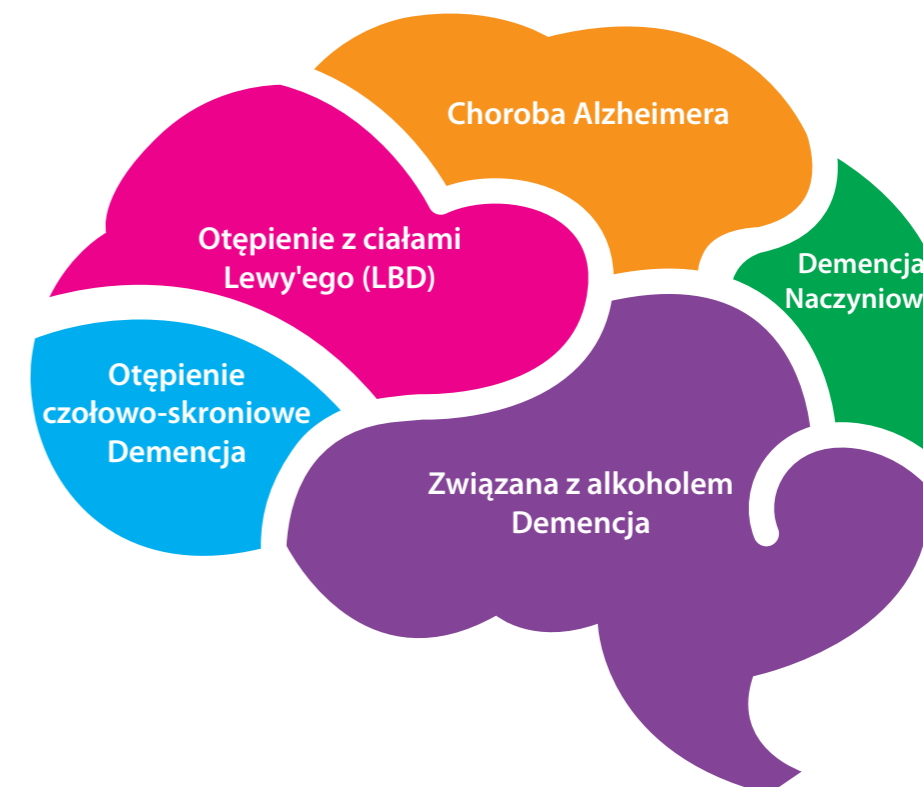 Choroba Alzheimera
Otępienie z ciałami
Lewy'ego (LBD)
Demencja
Naczyniow
Otępienie
czołowo-skroniowe
Demencja
Związana z alkoholem
Demencja